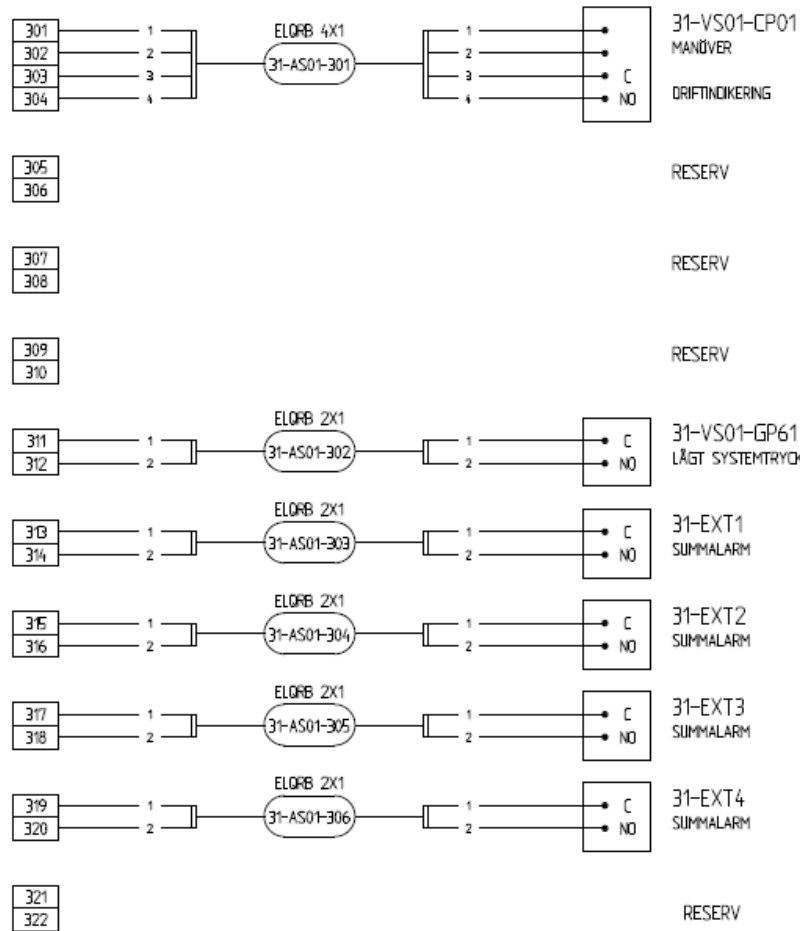 301 1 ELQRB 4X1 1 31-VS01-CP01
302 2 31-AS01-301 2 MANÖVER
303 3 3 C
304 4 4 NO DRIFTINDIKERING
305 RESERV
306
307 RESERV
308
309 RESERV
310
ELQRB 2X1
311 1 1 C 31-VS01-GP61
312 2 31-AS01-302 2 NO LÅGT SYSTEMTRYCK
ELQRB 2X1
313 1 1 C 31-EXT1
314 2 31-AS01-303 2 NO SUMMALARM
ELQRB 2X1
315 1 1 C 31-EXT2
316 2 31-AS01-304 2 NO SUMMALARM
ELQRB 2X1
317 1 1 C 31-EXT3
318 2 31-AS01-305 2 NO SUMMALARM
ELQRB 2X1
319 1 1 C 31-EXT4
320 2 31-AS01-306 2 NO SUMMALARM
321
322 RESERV